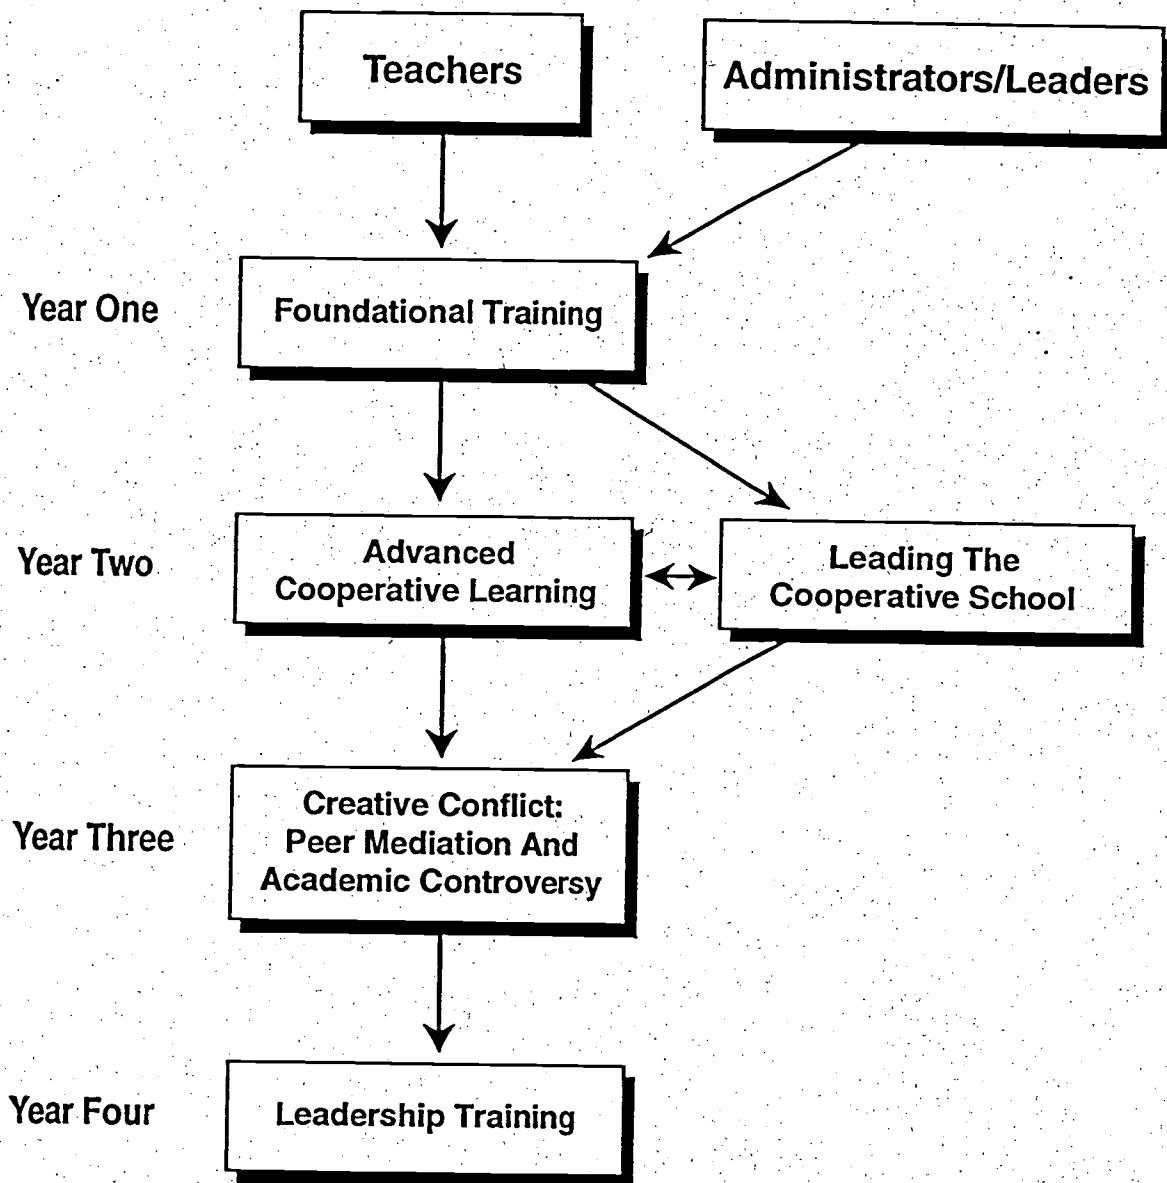 Teachers
Administrators/Leaders
Year One
Foundational Training
Year Two
Advanced
Cooperative Learning
Leading The
Cooperative School
Year Three
Creative Conflict:
Peer Mediation And
Academic Controversy
Year Four
Leadership Training